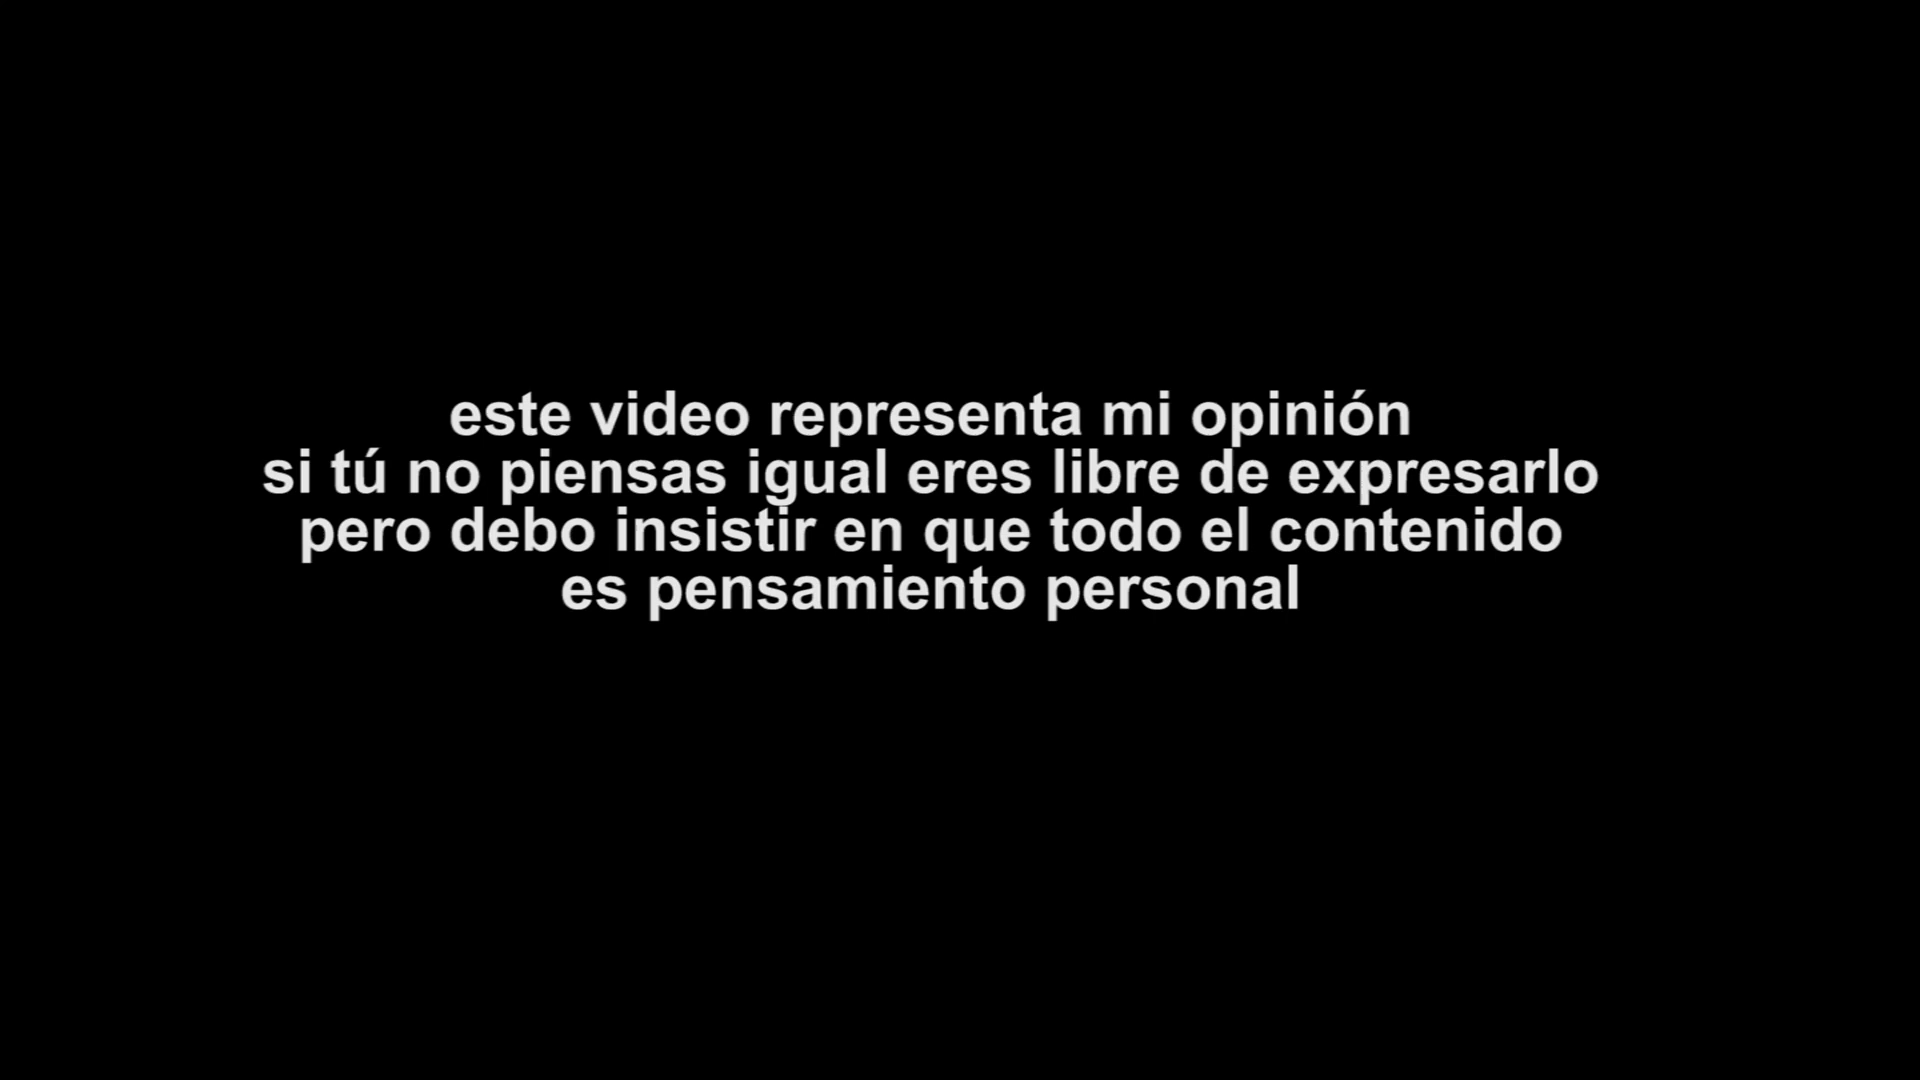 este video representa mi opinión
si tú no piensas igual eres libre de expresarlo
pero debo insistir en que todo el contenido
es pensamiento personal